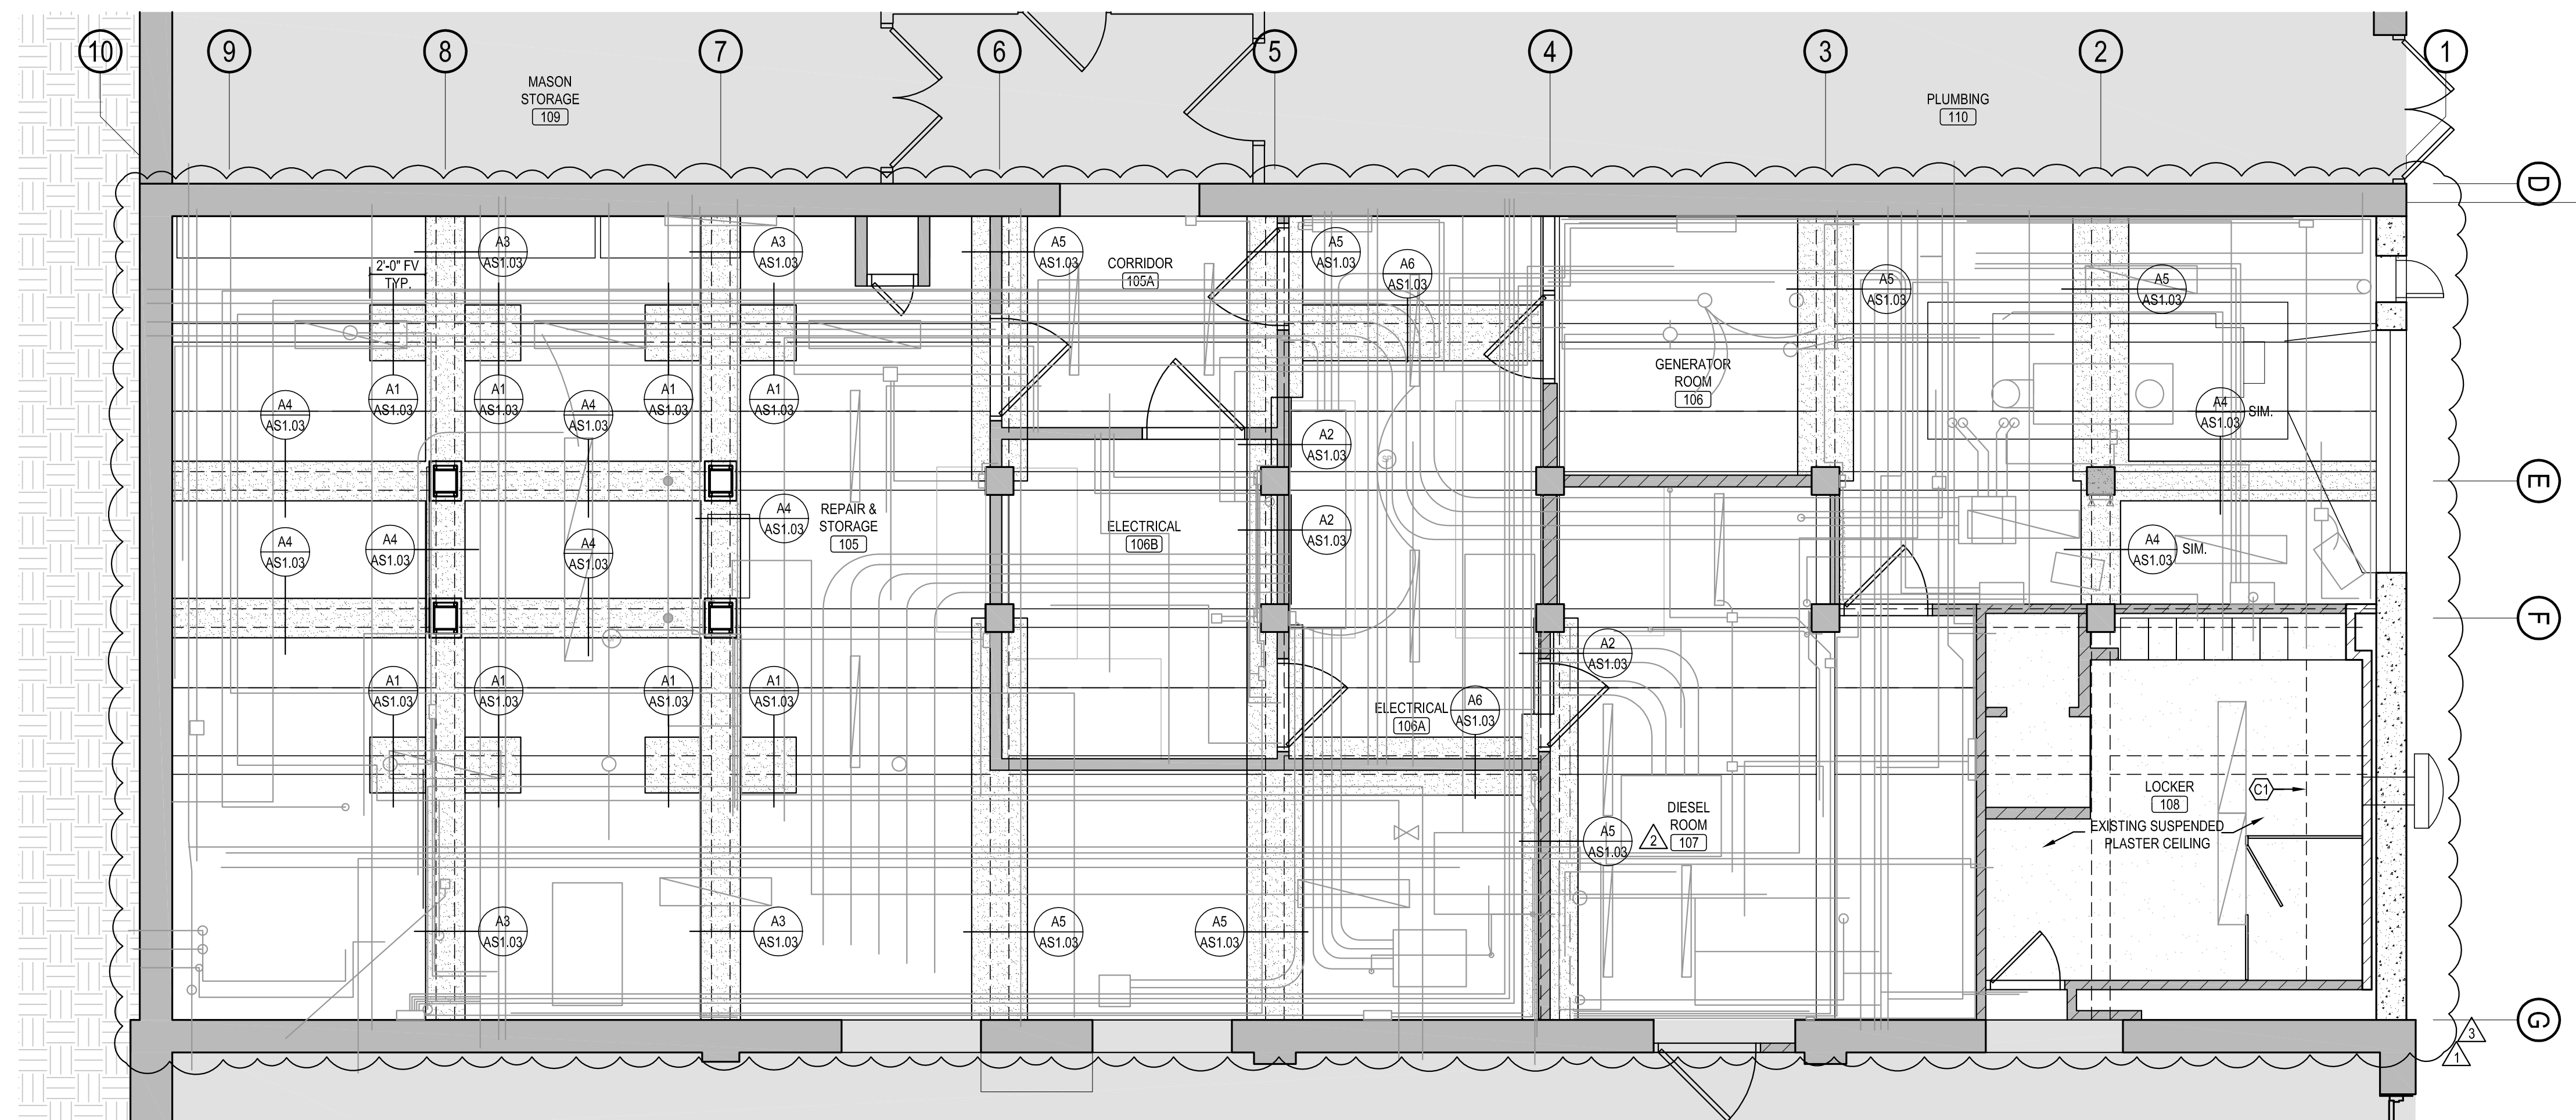 10
9
8
7
6
5
4
3
2
1
MASON
STORAGE
109
PLUMBING
110
D
A3
AS1.03
A3
AS1.03
A5
AS1.03
CORRIDOR
105A
A5
AS1.03
A6
AS1.03
A5
AS1.03
A5
AS1.03
2'-0" FV
TYP.
GENERATOR
ROOM
106
A1
AS1.03
A1
AS1.03
A1
AS1.03
A1
AS1.03
A4
AS1.03
A4
AS1.03
A4
AS1.03
SIM.
A2
AS1.03
E
A4
AS1.03
REPAIR &
STORAGE
105
ELECTRICAL
106B
A2
AS1.03
A4
AS1.03
A4
AS1.03
A4
AS1.03
A4
AS1.03
SIM.
F
A2
AS1.03
A1
AS1.03
A1
AS1.03
A1
AS1.03
A1
AS1.03
ELECTRICAL
106A
A6
AS1.03
LOCKER
108
C1
DIESEL
ROOM
107
2
A5
AS1.03
EXISTING SUSPENDED
PLASTER CEILING
A3
AS1.03
A3
AS1.03
A5
AS1.03
A5
AS1.03
G
3
1